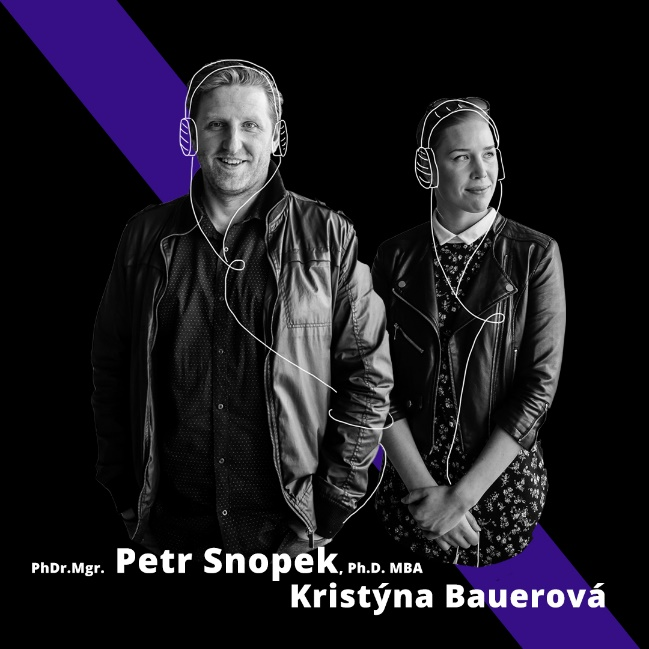 PhDr.Mgr. Petr Snopek, Ph.D. MBA
Kristýna Bauerová